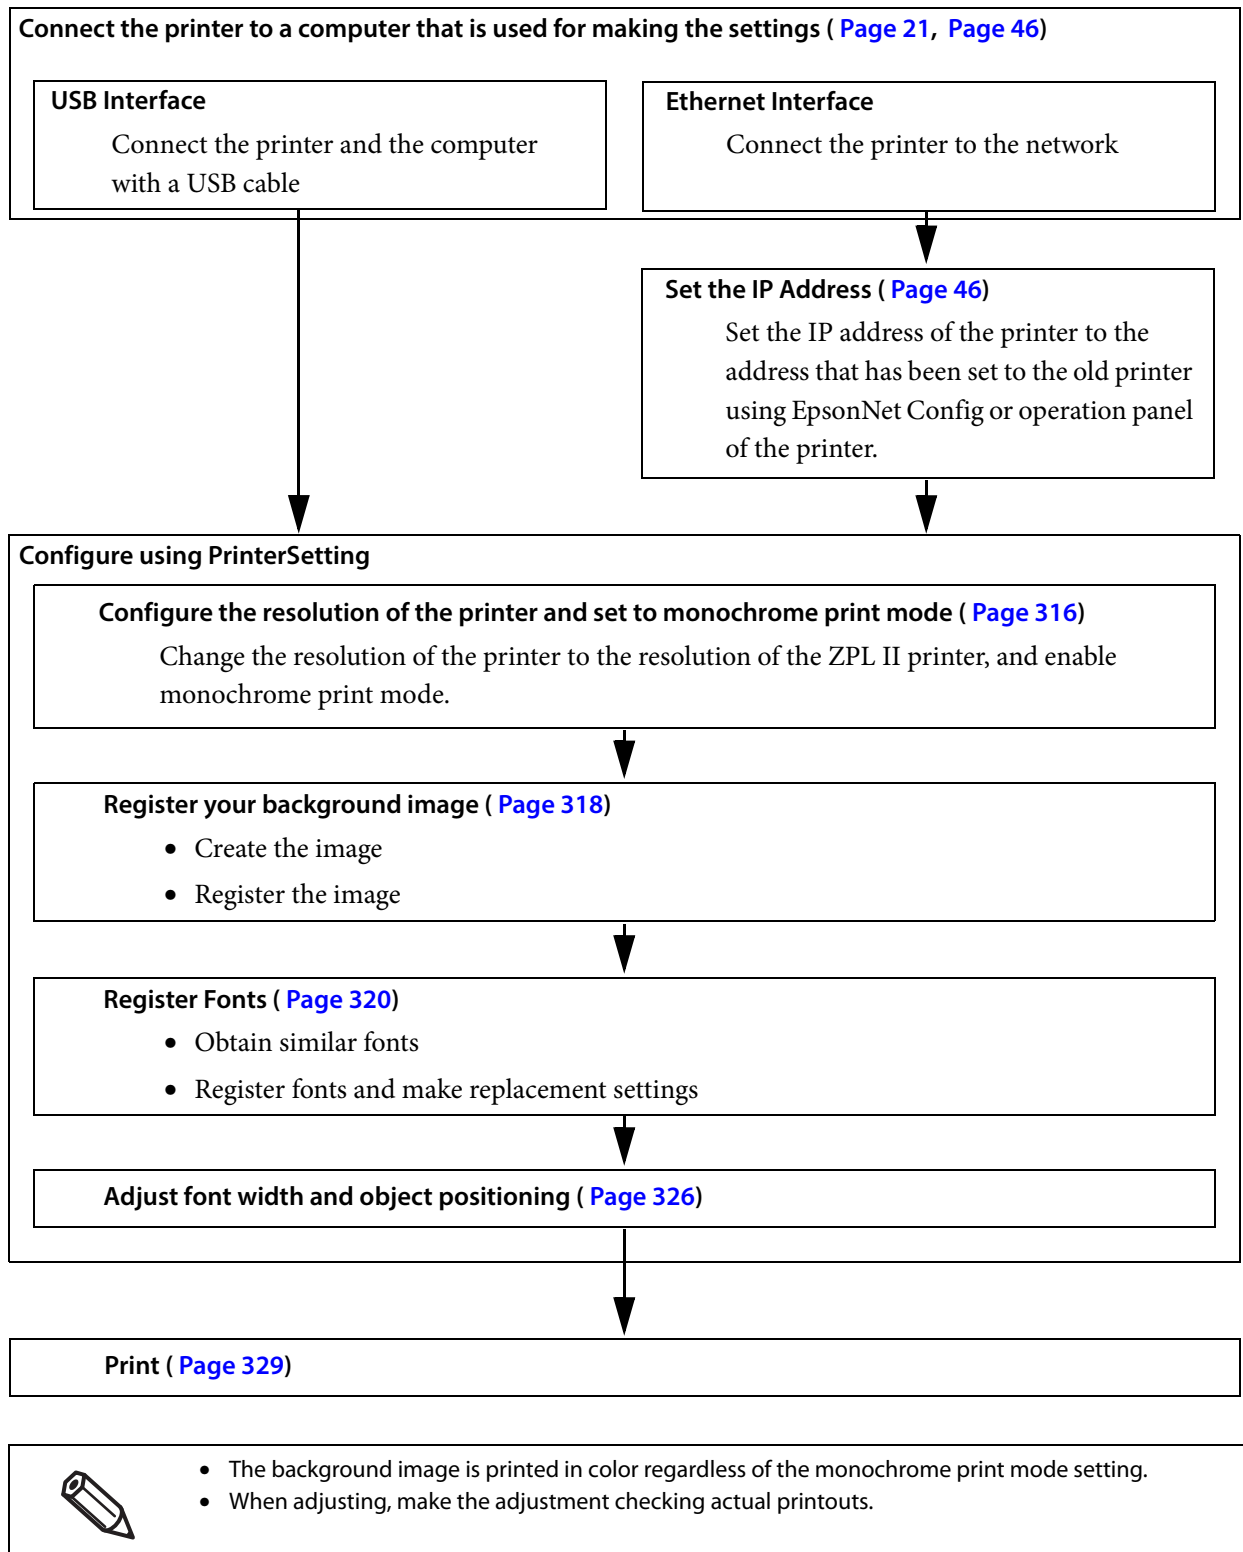 Connect the printer to a computer that is used for making the settings ( Page 21, Page 46)
USB Interface
Connect the printer and the computer
with a USB cable
Ethernet Interface
Connect the printer to the network
Set the IP Address ( Page 46)
Set the IP address of the printer to the
address that has been set to the old printer
using EpsonNet Config or operation panel
of the printer.
Configure using PrinterSetting
Configure the resolution of the printer and set to monochrome print mode ( Page 316)
Change the resolution of the printer to the resolution of the ZPL II printer, and enable
monochrome print mode.
Register your background image ( Page 318)
• Create the image
• Register the image
Register Fonts ( Page 320)
• Obtain similar fonts
• Register fonts and make replacement settings
Adjust font width and object positioning ( Page 326)
Print ( Page 329)
• The background image is printed in color regardless of the monochrome print mode setting.
• When adjusting, make the adjustment checking actual printouts.